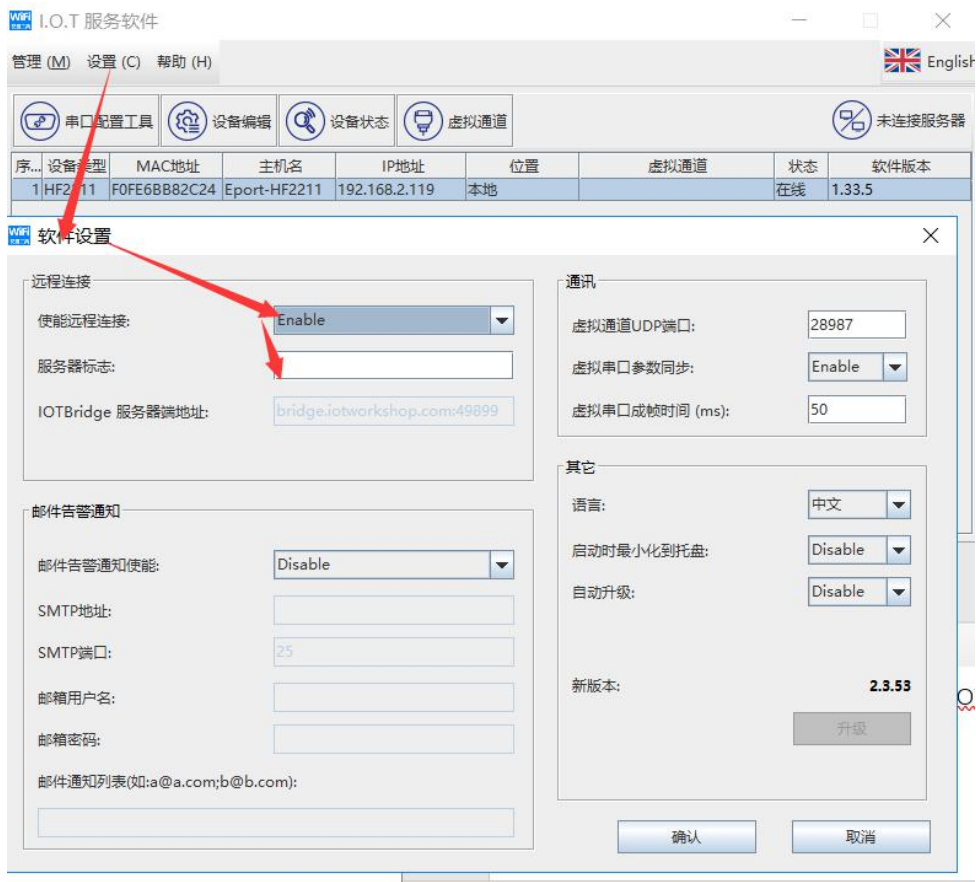 WiFi I.O.T 服务软件
管理 (M) 设置 (C) 帮助 (H) English
串口配置工具 设备编辑 设备状态 虚拟通道 未连接服务器
序... 设备类型 MAC地址 主机名 IP地址 位置 虚拟通道 状态 软件版本
1 HF2211 F0FE6BB82C24 Eport-HF2211 192.168.2.119 本地 在线 1.33.5
WiFi 软件设置
远程连接
使能远程连接: Enable
服务器标志:
IOTBridge 服务器端地址: bridge.iotworkshop.com:49899
通讯
虚拟通道UDP端口: 28987
虚拟串口参数同步: Enable
虚拟串口成帧时间 (ms): 50
邮件告警通知
邮件告警通知使能: Disable
SMTP地址:
SMTP端口: 25
邮箱用户名:
邮箱密码:
邮件通知列表(如:a@a.com;b@b.com):
其它
语言: 中文
启动时最小化到托盘: Disable
自动升级: Disable
新版本: 2.3.53
升级
确认 取消